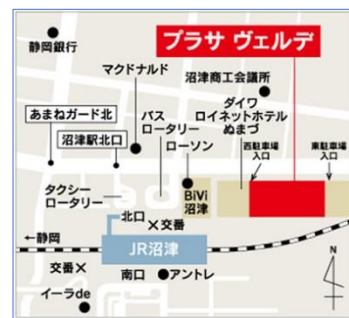 静岡銀行
プラサ ヴェルデ
マクドナルド
沼津商工会議所
あまねガード北
沼津駅北口
バス
ロータリー
ローソン
ダイワ
ロイネットホテル
ぬまづ
西駐車場
入口
東駐車場
入口
タクシー
ロータリー
BiVi
沼津
北口
交番
←静岡
JR沼津
N
交番
南口
アントレ
イーラde